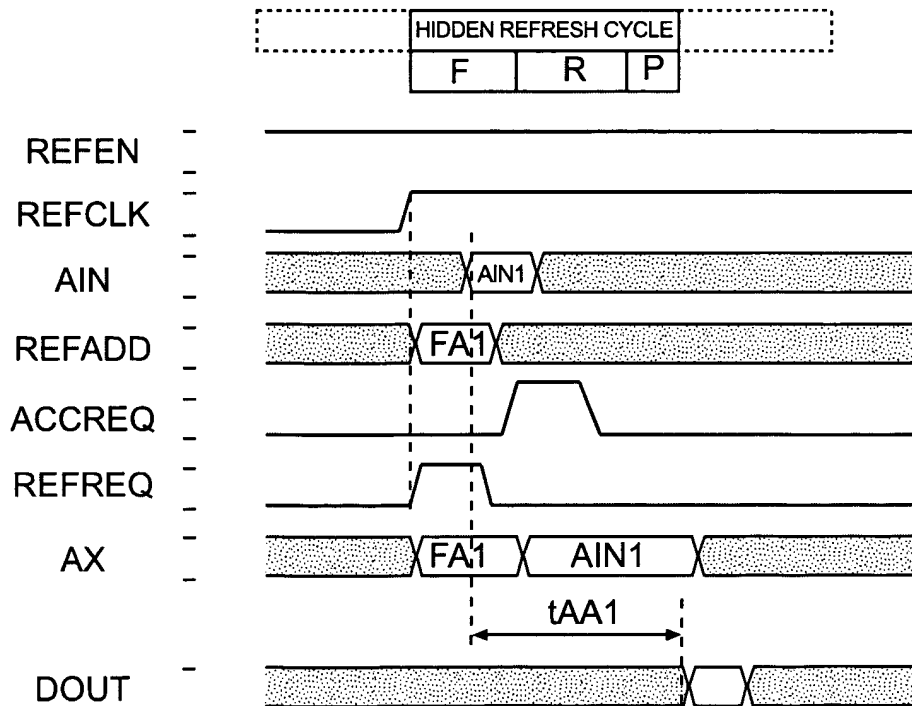 HIDDEN REFRESH CYCLE
F R P
REFEN
REFCLK
AIN AIN1
REFADD FA1
ACCREQ
REFREQ
AX FA1 AIN1
tAA1
DOUT